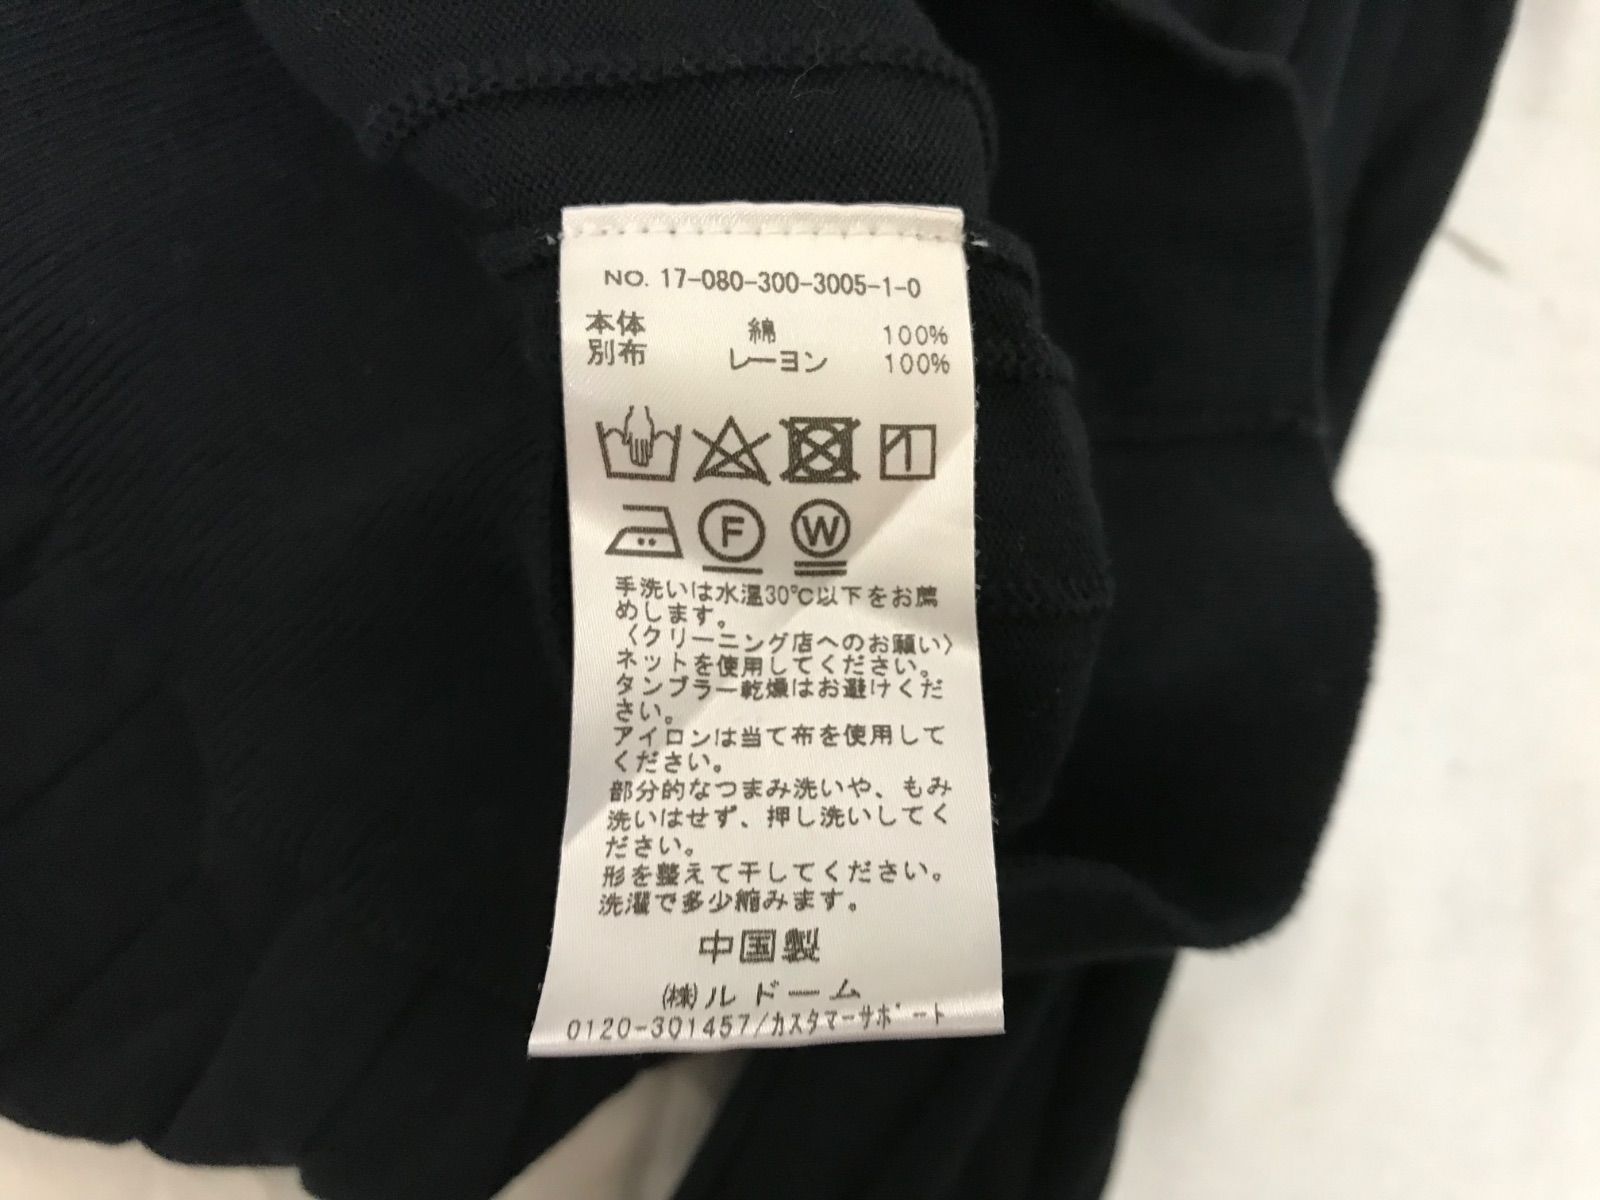 NO. 17-080-300-3005-1-0
本体 綿 100%
別布 レーヨン 100%
F W
手洗いは水温30℃以下をお薦
めします。
〈クリーニング店へのお願い〉
ネットを使用してください。
タンブラー乾燥はお避けくだ
さい。
アイロンは当て布を使用して
ください。
部分的なつまみ洗いや、もみ
洗いはせず、押し洗いしてく
ださい。
形を整えて干してください。
洗濯で多少縮みます。
中国製
(株)ルドーム
0120-301457/カスタマーサポート